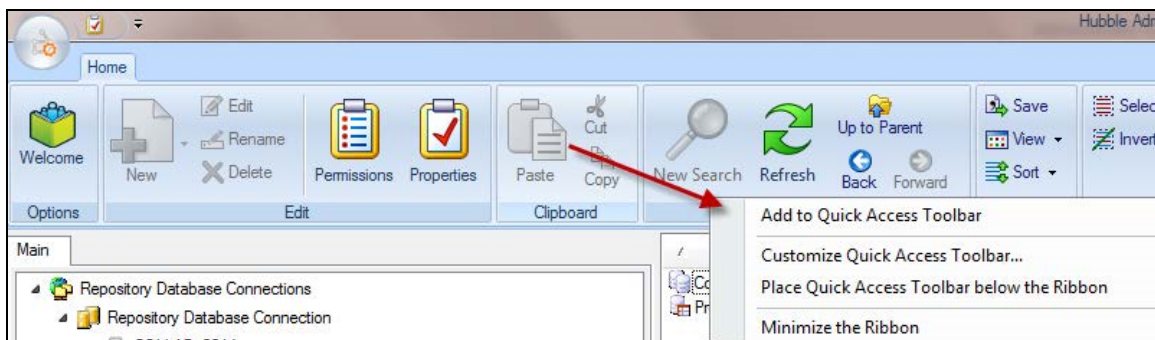 Hubble Adr
Home
Welcome
Options
New
Edit
Rename
Delete
Permissions
Properties
Edit
Paste
Cut
Copy
Clipboard
New Search
Refresh
Up to Parent
Back
Forward
Save
View
Sort
Selec
Invert
Add to Quick Access Toolbar
Customize Quick Access Toolbar...
Place Quick Access Toolbar below the Ribbon
Minimize the Ribbon
Main
Repository Database Connections
Repository Database Connection
Pr